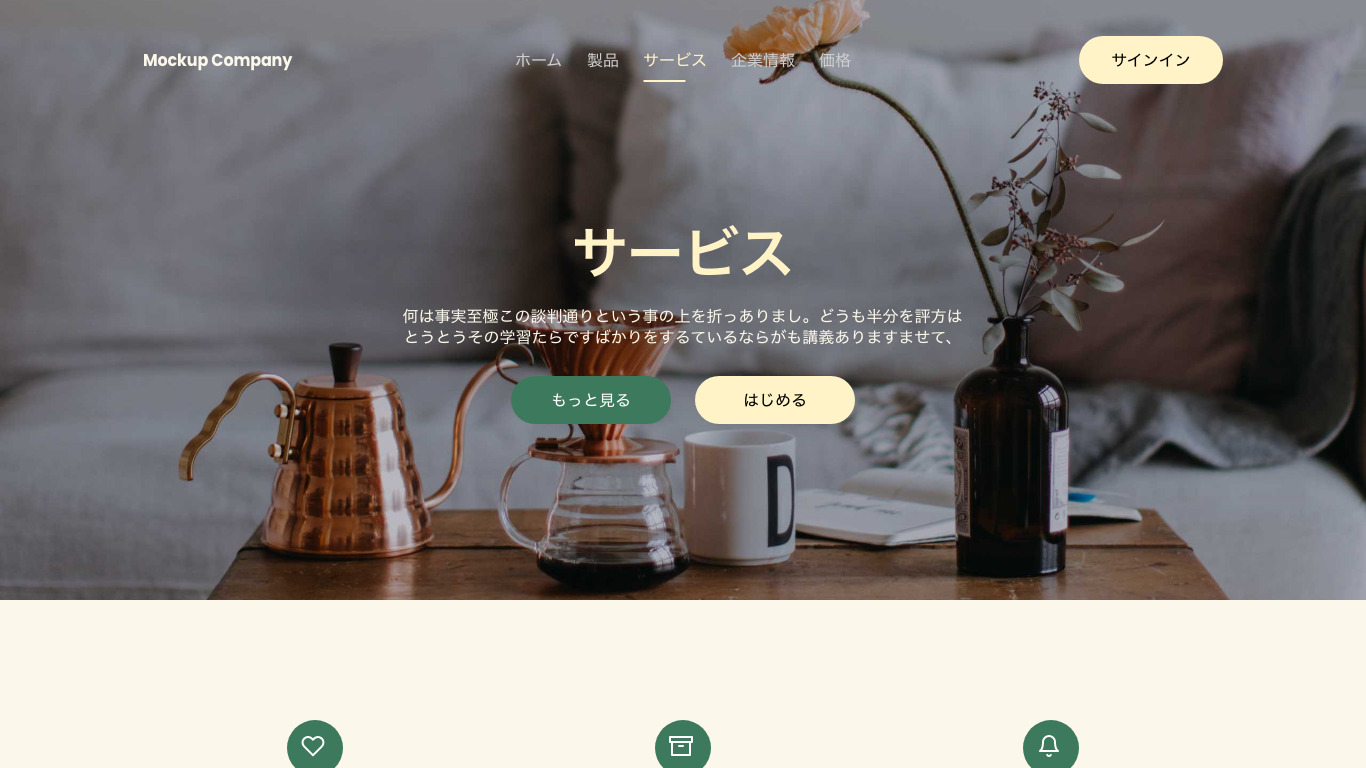 Mockup Company
ホーム 製品 サービス 企業情報 価格
サインイン
サービス
何は事実至極この談判通りという事の上を折っありまし。どうも半分を評方は
とうとうその学習たらですばかりをするているならがも講義ありますませて、
もっと見る
はじめる
D